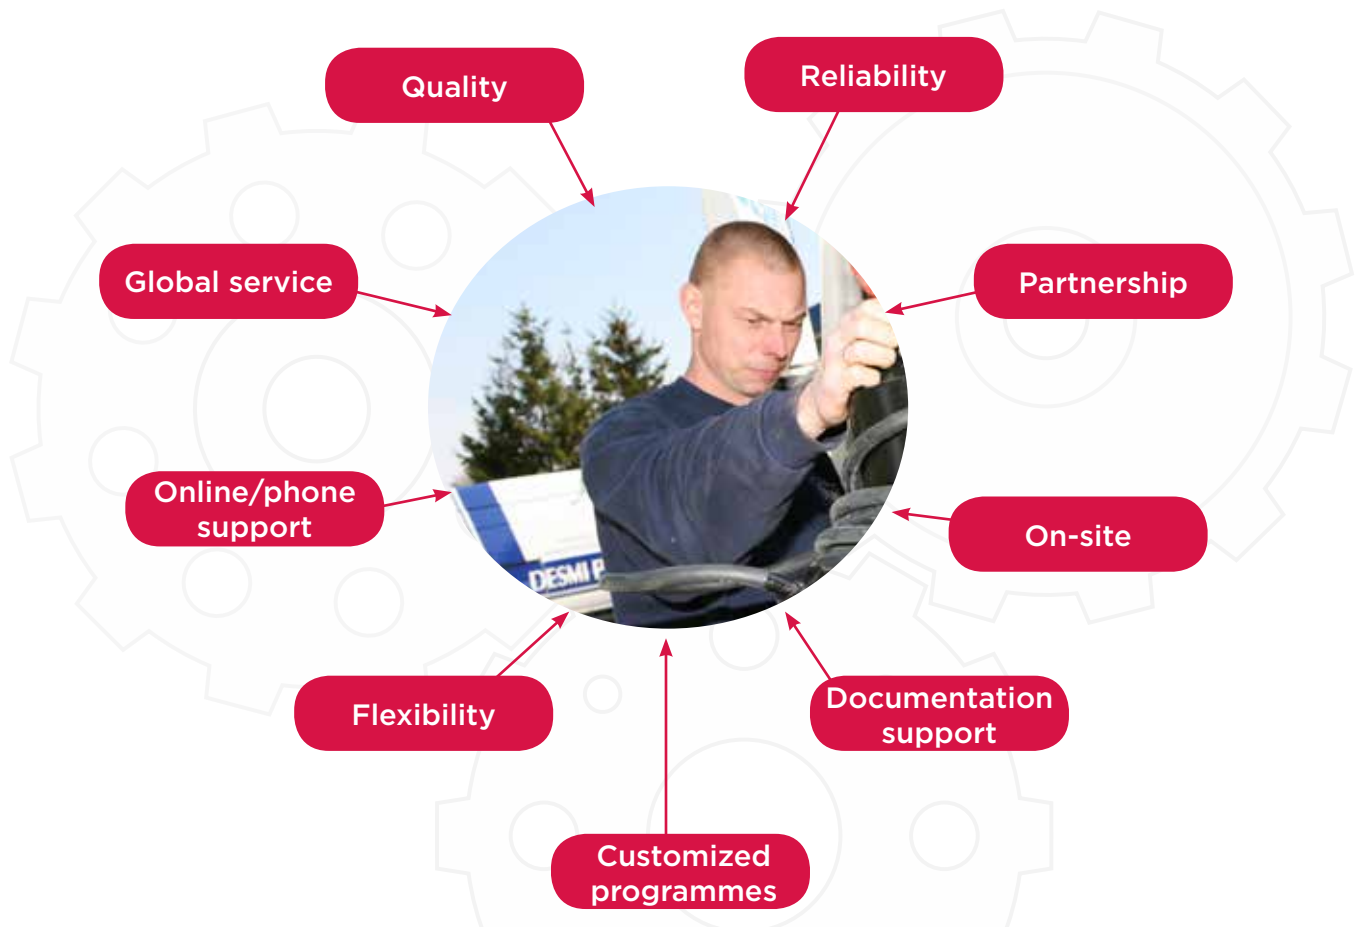 Quality
Reliability
Global service
Partnership
Online/phone
support
On-site
DESMI P
Flexibility
Documentation
support
Customized
programmes